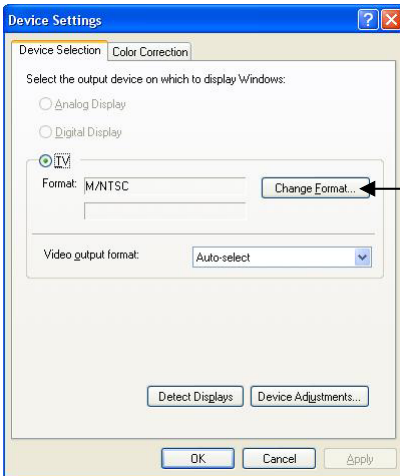 Device Settings
Device Selection Color Correction
Select the output device on which to display Windows:
Analog Display
Digital Display
TV
Format: M/NTSC Change Format...
Video output format: Auto-select
Detect Displays Device Adjustments...
OK Cancel Apply